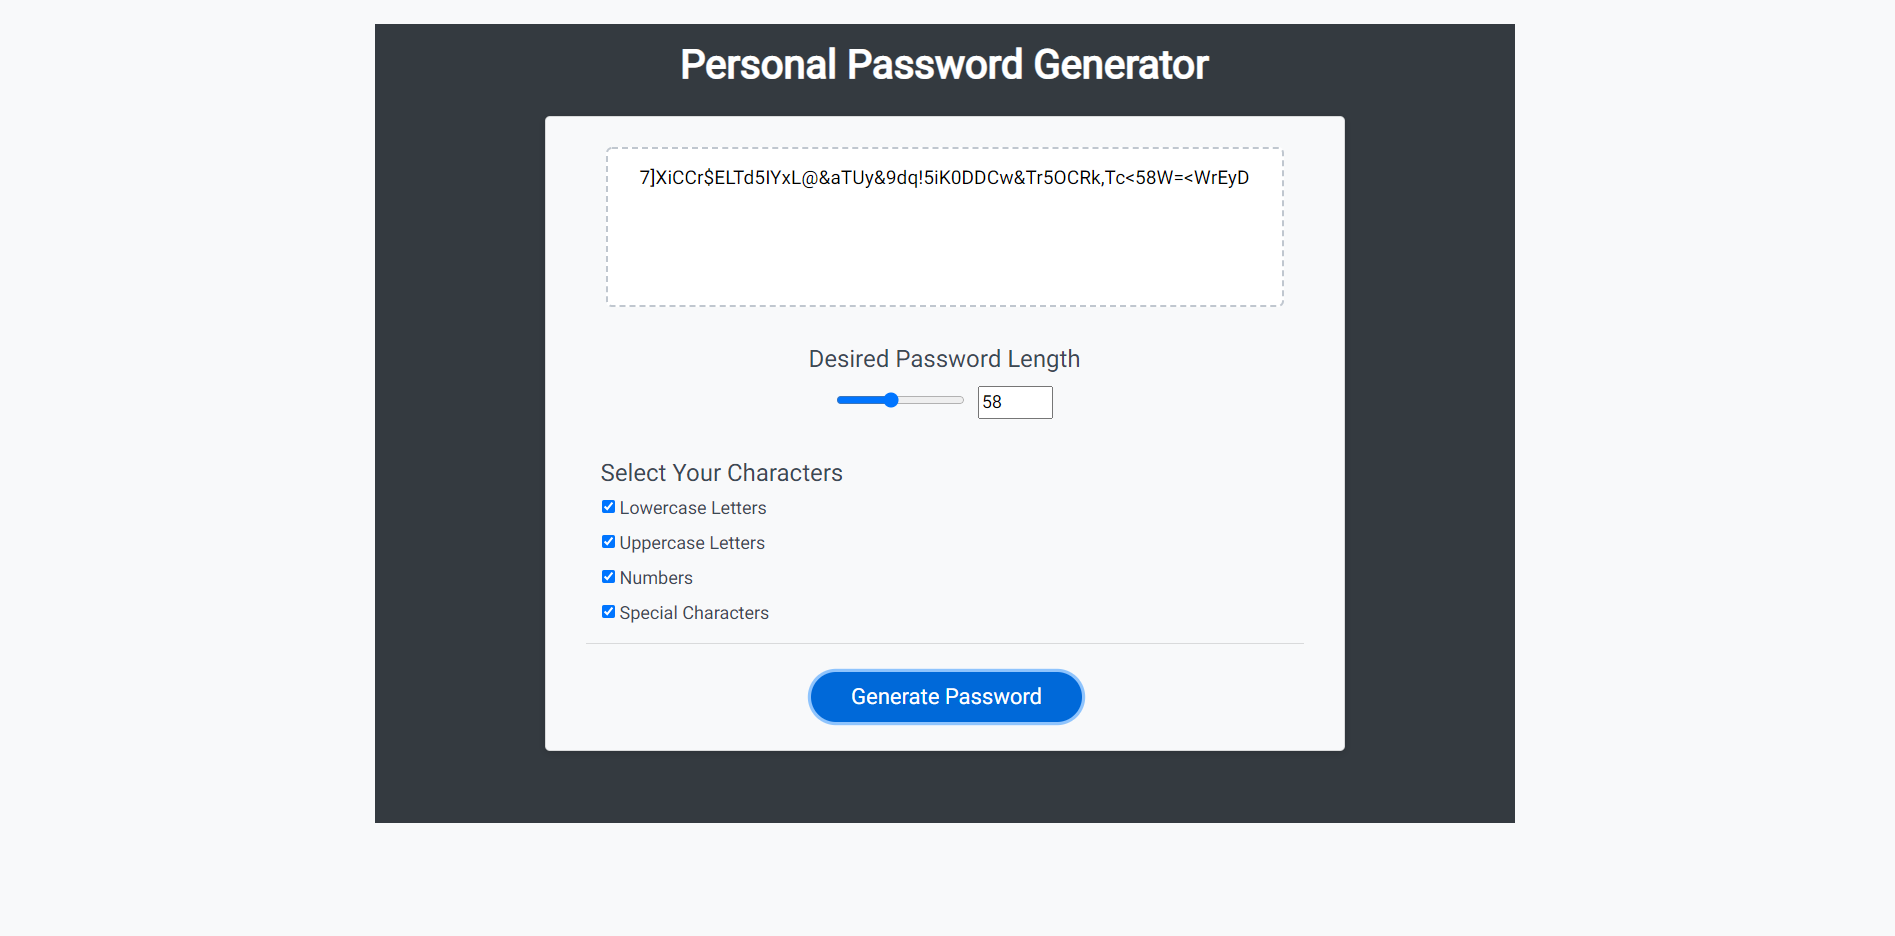 Personal Password Generator
7]XiCCr$ELTd5IYxL@&aTUy&9dq!5iK0DDCw&Tr5OCRk,Tc<58W=<WrEyD
Desired Password Length
58
Select Your Characters
Lowercase Letters
Uppercase Letters
Numbers
Special Characters
Generate Password